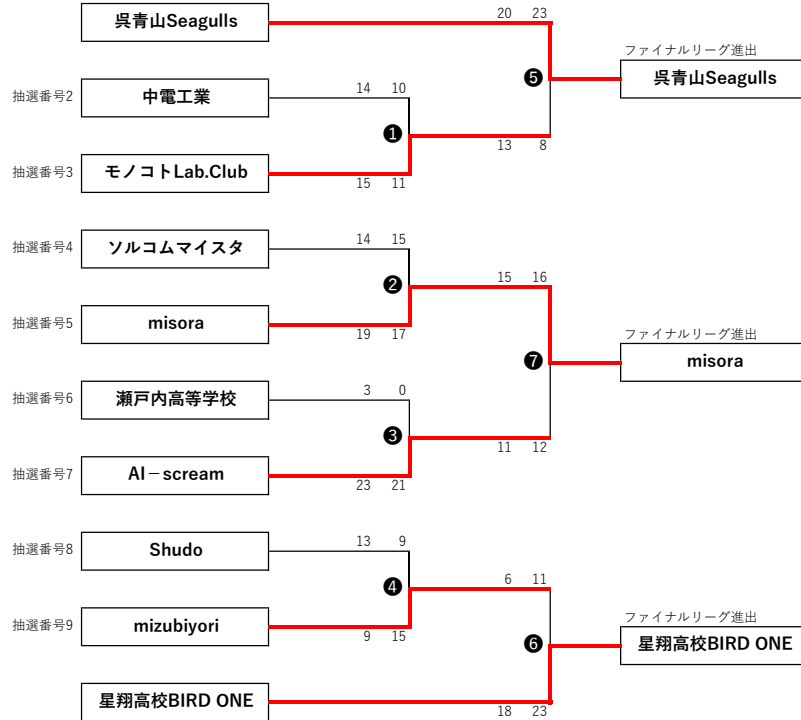 呉青山Seagulls
20 23
ファイナルリーグ進出
呉青山Seagulls
❺
抽選番号2 中電工業
14 10
❶
13 8
抽選番号3 モノコトLab.Club
15 11
抽選番号4 ソルコムマイスタ
14 15
❷
15 16
抽選番号5 misora
19 17
ファイナルリーグ進出
misora
❼
抽選番号6 瀬戸内高等学校
3 0
❸
11 12
抽選番号7 AI－scream
23 21
抽選番号8 Shudo
13 9
❹
6 11
抽選番号9 mizubiyori
9 15
ファイナルリーグ進出
星翔高校BIRD ONE
❻
星翔高校BIRD ONE
18 23